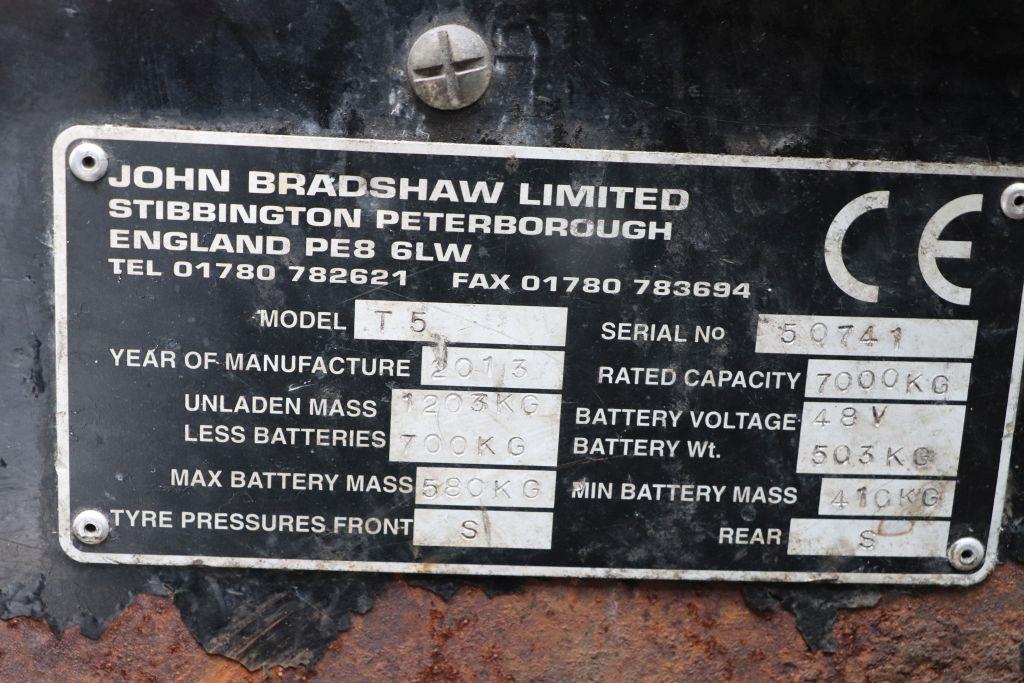 JOHN BRADSHAW LIMITED
STIBBINGTON PETERBOROUGH
ENGLAND PE8 6LW
TEL 01780 782621 FAX 01780 783694
CE
MODEL T5 SERIAL No 50741
YEAR OF MANUFACTURE 2013 RATED CAPACITY 7000KG
UNLADEN MASS 1203KG BATTERY VOLTAGE 48V
LESS BATTERIES 700KG BATTERY Wt. 503KG
MAX BATTERY MASS 580KG MIN BATTERY MASS 410KG
TYRE PRESSURES FRONT S REAR S